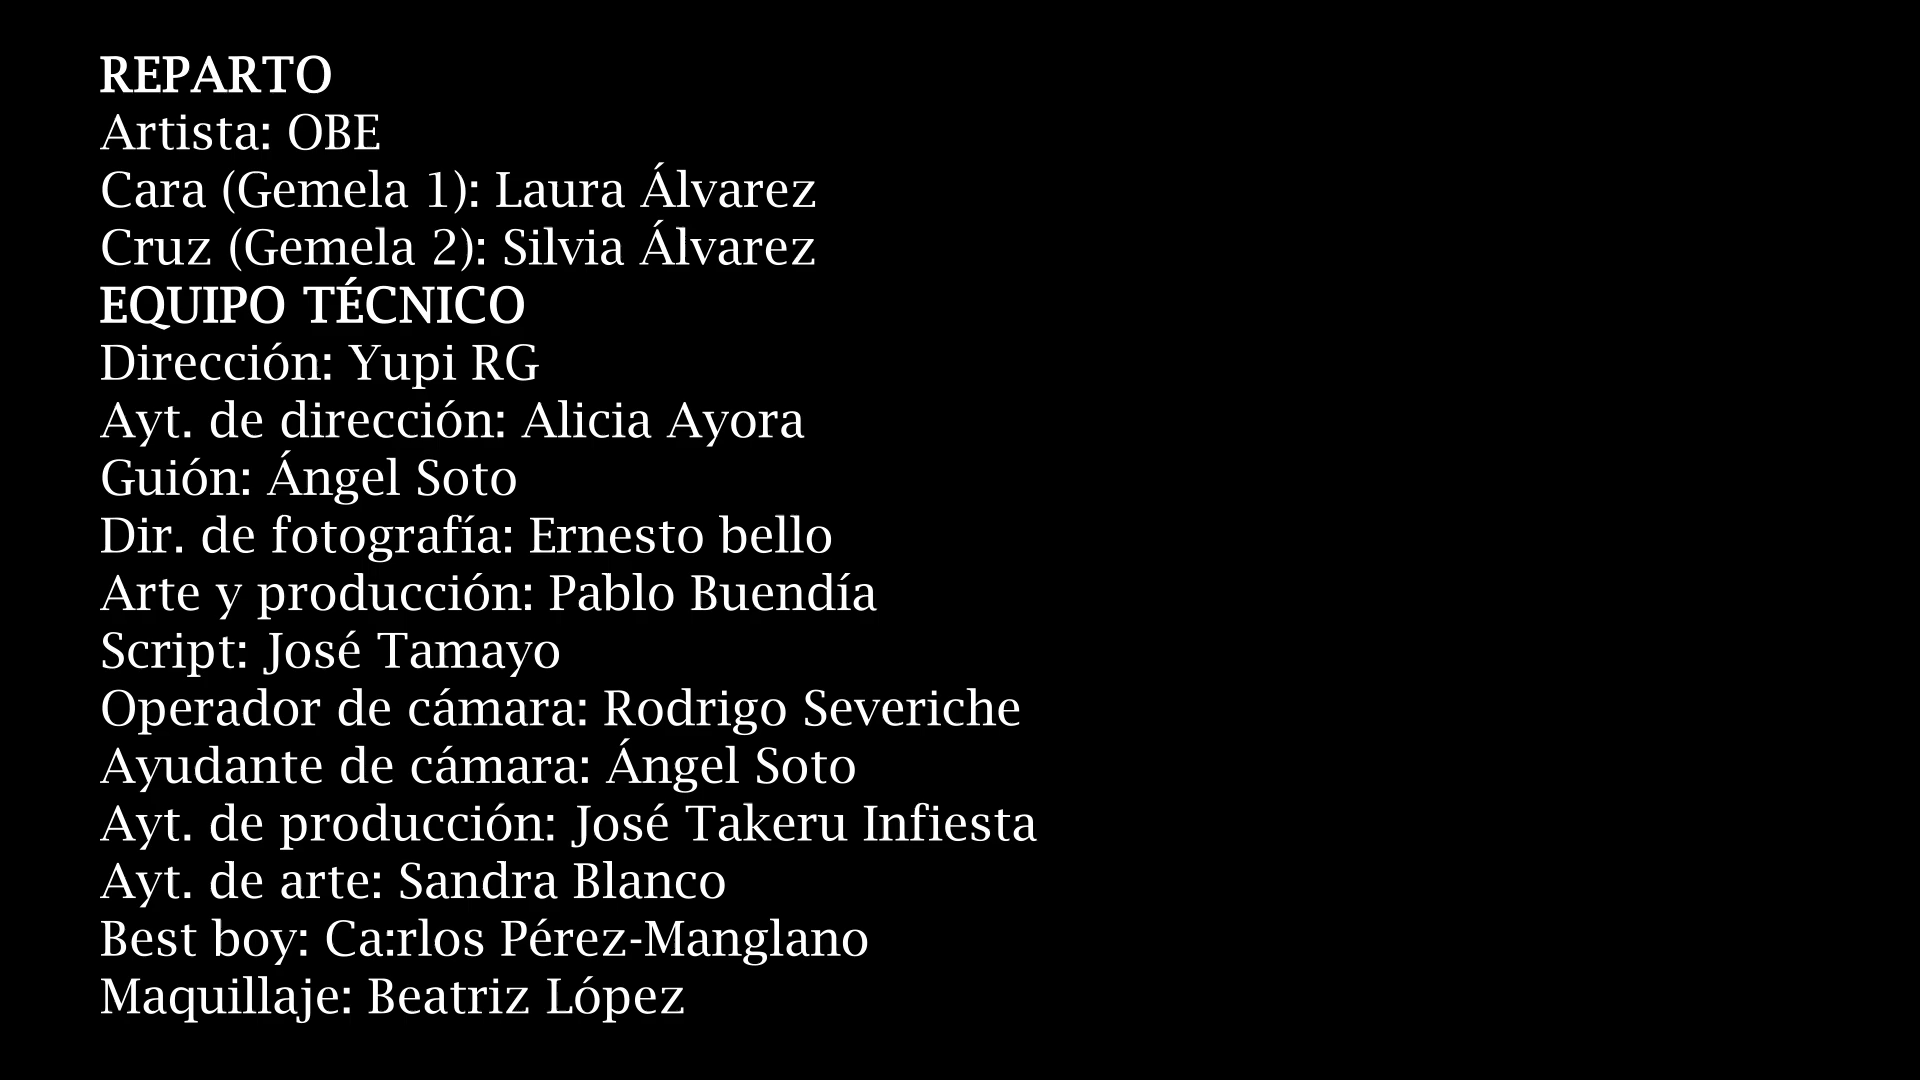 REPARTO
Artista: OBE
Cara (Gemela 1): Laura Álvarez
Cruz (Gemela 2): Silvia Álvarez
EQUIPO TÉCNICO
Dirección: Yupi RG
Ayt. de dirección: Alicia Ayora
Guión: Ángel Soto
Dir. de fotografía: Ernesto bello
Arte y producción: Pablo Buendía
Script: José Tamayo
Operador de cámara: Rodrigo Severiche
Ayudante de cámara: Ángel Soto
Ayt. de producción: José Takeru Infiesta
Ayt. de arte: Sandra Blanco
Best boy: Ca:rlos Pérez-Manglano
Maquillaje: Beatriz López